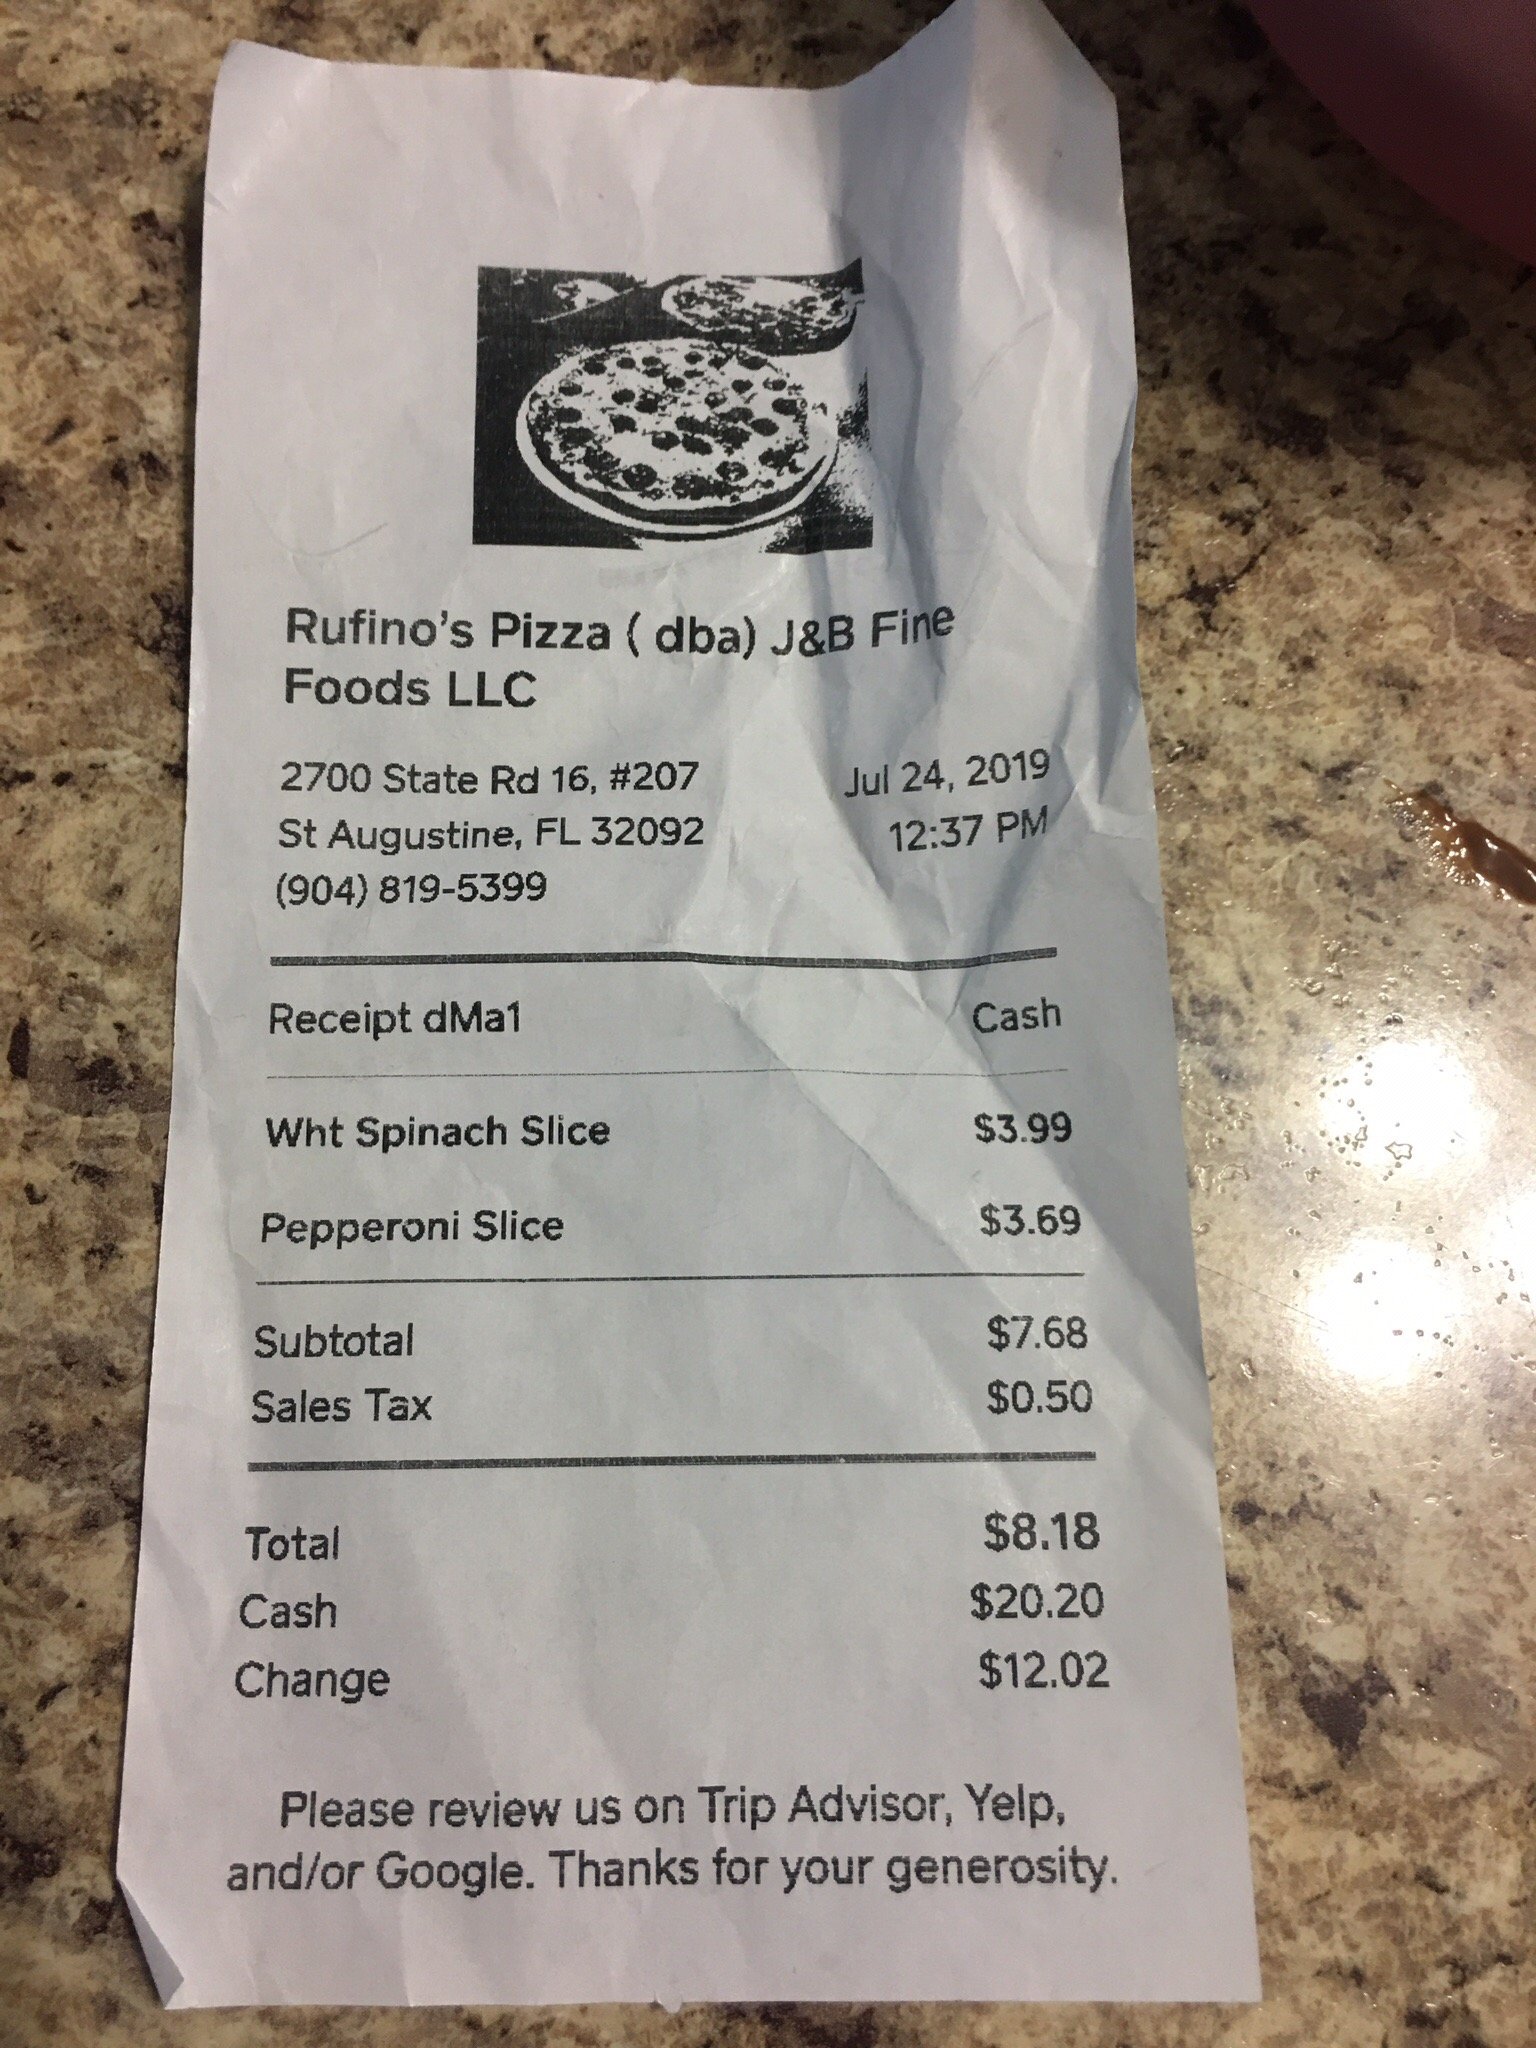 Rufino's Pizza ( dba) J&B Fine
Foods LLC
2700 State Rd 16, #207 Jul 24, 2019
St Augustine, FL 32092 12:37 PM
(904) 819-5399
Receipt dMa1 Cash
Wht Spinach Slice $3.99
Pepperoni Slice $3.69
Subtotal $7.68
Sales Tax $0.50
Total $8.18
Cash $20.20
Change $12.02
Please review us on Trip Advisor, Yelp,
and/or Google. Thanks for your generosity.